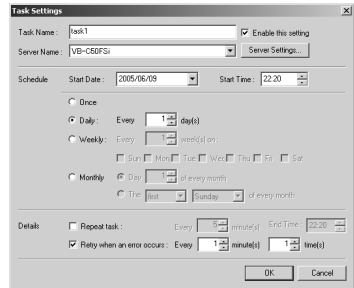 Task Settings
Task Name : task1 Enable this setting
Server Name : VB-C50FSi Server Settings...
Schedule Start Date : 2005/06/09 Start Time : 22:20
Once
Daily : Every 1 day(s)
Weekly : Every 1 week(s) on :
Sun Mon Tue Wed Thu Fri Sat
Monthly Day 1 of every month
The first Sunday of every month
Details Repeat task : Every 5 minute(s) End Time : 22:20
Retry when an error occurs : Every 1 minute(s) 1 time(s)
OK Cancel